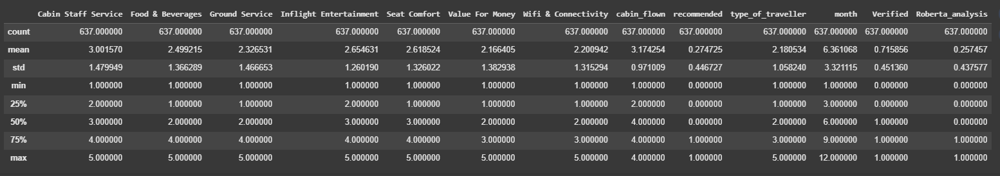 Cabin Staff Service Food & Beverages Ground Service Inflight Entertainment Seat Comfort Value For Money Wifi & Connectivity cabin_flown recommended type_of_traveller month Verified Roberta_analysis
count 637.000000 637.000000 637.000000 637.000000 637.000000 637.000000 637.000000 637.000000 637.000000 637.000000 637.000000 637.000000 637.000000
mean 3.001570 2.499215 2.326531 2.654631 2.618524 2.166405 2.200942 3.174254 0.274725 2.180534 6.361068 0.715856 0.257457
std 1.479949 1.366289 1.466653 1.260190 1.326022 1.382938 1.315294 0.971009 0.446727 1.058240 3.321115 0.451360 0.437577
min 1.000000 1.000000 1.000000 1.000000 1.000000 1.000000 1.000000 1.000000 0.000000 1.000000 1.000000 0.000000 0.000000
25% 2.000000 1.000000 1.000000 2.000000 1.000000 1.000000 1.000000 2.000000 0.000000 1.000000 3.000000 0.000000 0.000000
50% 3.000000 2.000000 2.000000 3.000000 3.000000 2.000000 2.000000 4.000000 0.000000 2.000000 6.000000 1.000000 0.000000
75% 4.000000 4.000000 4.000000 4.000000 4.000000 3.000000 3.000000 4.000000 1.000000 3.000000 9.000000 1.000000 1.000000
max 5.000000 5.000000 5.000000 5.000000 5.000000 5.000000 5.000000 4.000000 1.000000 5.000000 12.000000 1.000000 1.000000